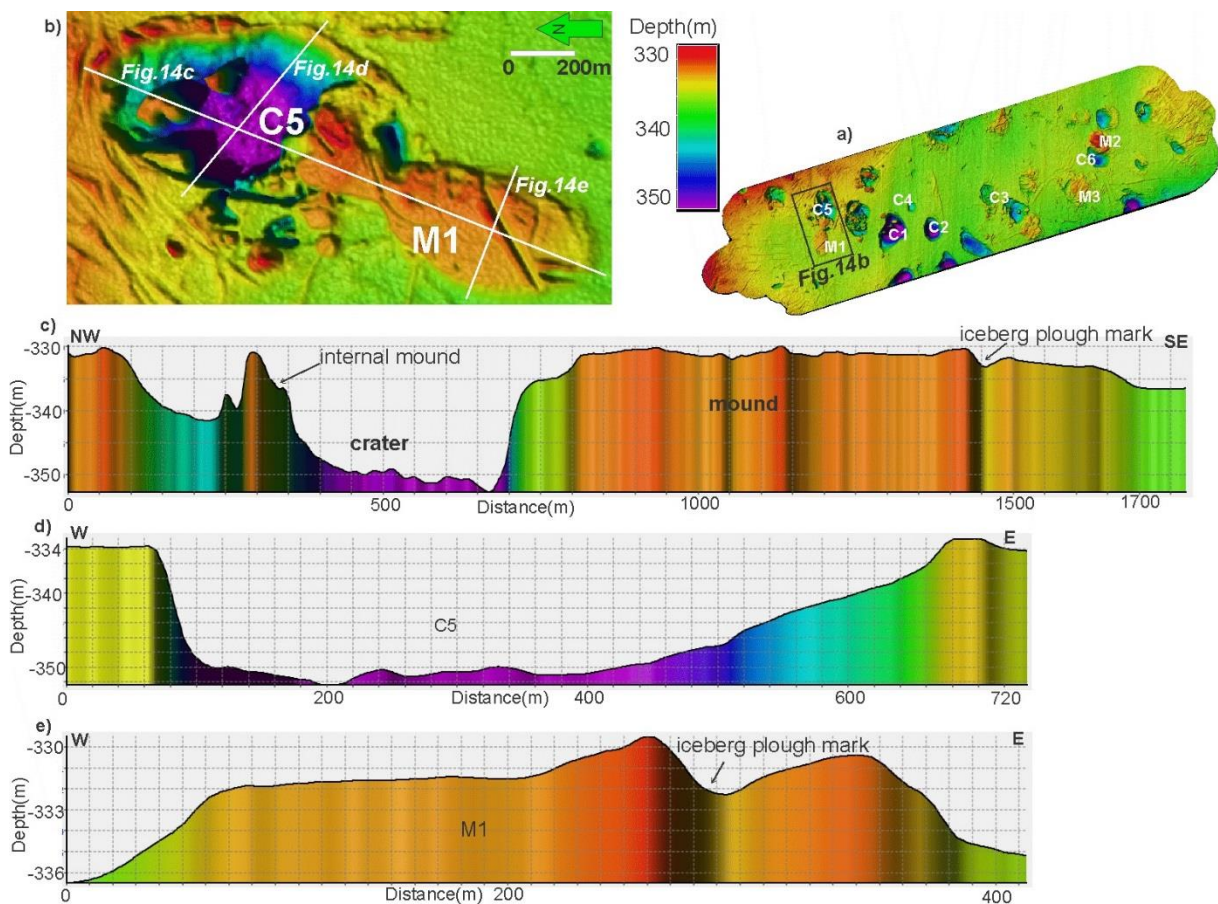 b)
N
0 200m
Fig.14c
Fig.14d
C5
Fig.14e
M1
Depth(m)
330
340
350
a)
M2
C6
C5
C4
C3
M3
C1
C2
M1
Fig.14b
c)
NW
SE
iceberg plough mark
internal mound
-330
-340
-350
Depth(m)
crater
mound
0 500 1000 1500 1700
Distance(m)
d)
W
E
-334
-340
-350
Depth(m)
C5
0 200 400 600 720
Distance(m)
e)
W
E
iceberg plough mark
-330
-333
-336
Depth(m)
M1
0 Distance(m) 200 400